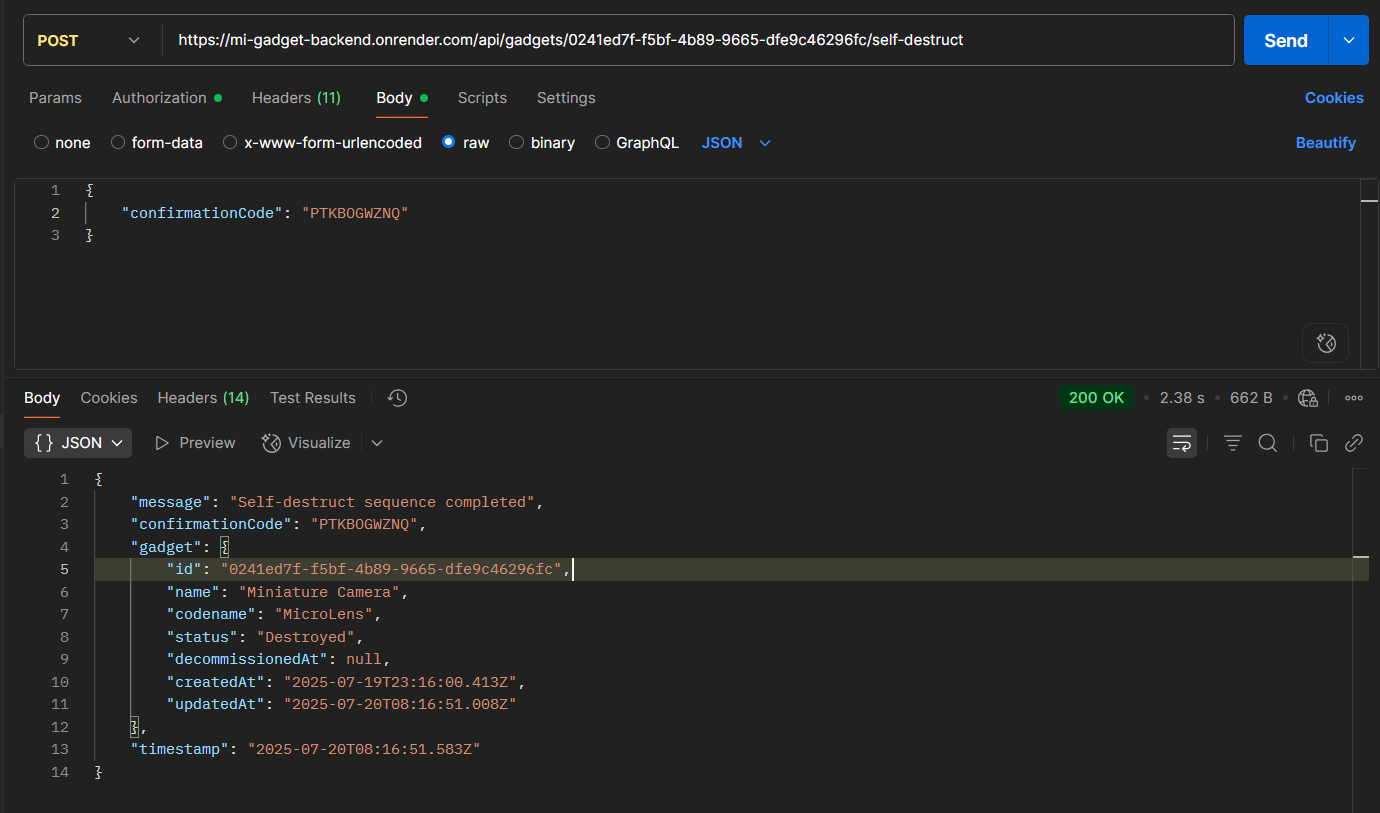 POST https://mi-gadget-backend.onrender.com/api/gadgets/0241ed7f-f5bf-4b89-9665-dfe9c46296fc/self-destruct Send
Params Authorization Headers (11) Body Scripts Settings Cookies
none form-data x-www-form-urlencoded raw binary GraphQL JSON Beautify
1 {
2 "confirmationCode": "PTKBOGWZNQ"
3 }
Body Cookies Headers (14) Test Results 200 OK • 2.38 s • 662 B •
{} JSON Preview Visualize
1 {
2 "message": "Self-destruct sequence completed",
3 "confirmationCode": "PTKBOGWZNQ",
4 "gadget": {
5 "id": "0241ed7f-f5bf-4b89-9665-dfe9c46296fc",
6 "name": "Miniature Camera",
7 "codename": "MicroLens",
8 "status": "Destroyed",
9 "decommissionedAt": null,
10 "createdAt": "2025-07-19T23:16:00.413Z",
11 "updatedAt": "2025-07-20T08:16:51.008Z"
12 },
13 "timestamp": "2025-07-20T08:16:51.583Z"
14 }